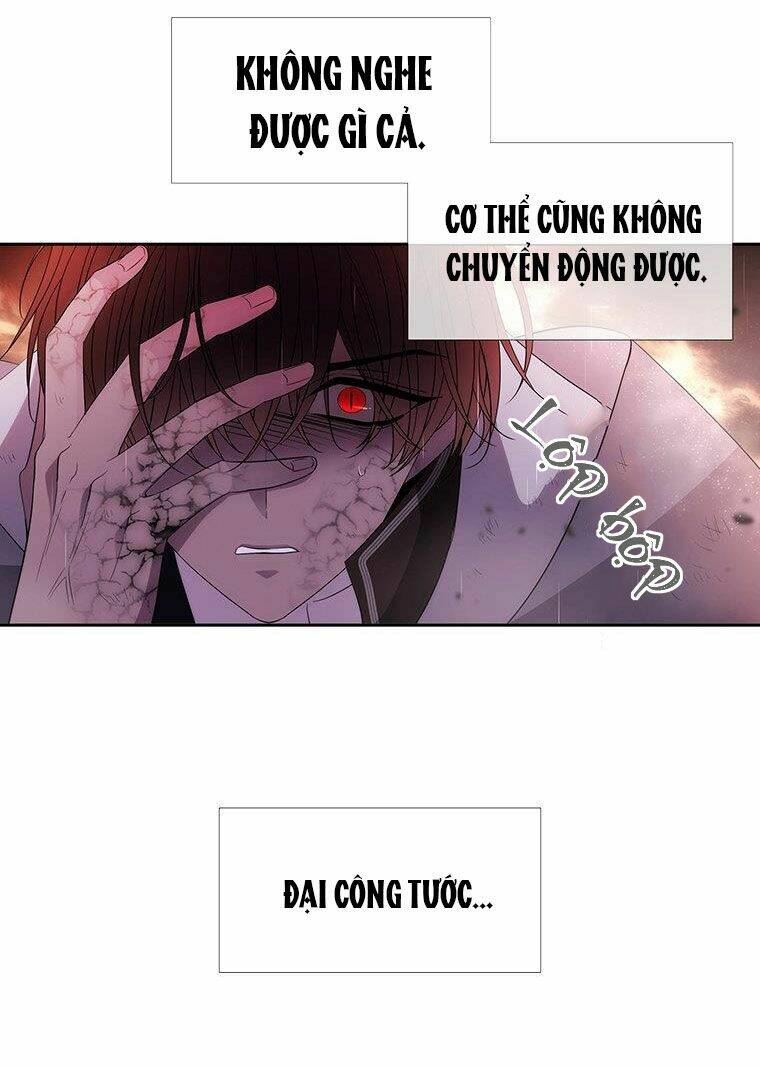 KHÔNG NGHE
ĐƯỢC GÌ CẢ.
CƠ THỂ CŨNG KHÔNG
CHUYỂN ĐỘNG ĐƯỢC.
LỘP BỘP
ĐẠI CÔNG TƯỚC...